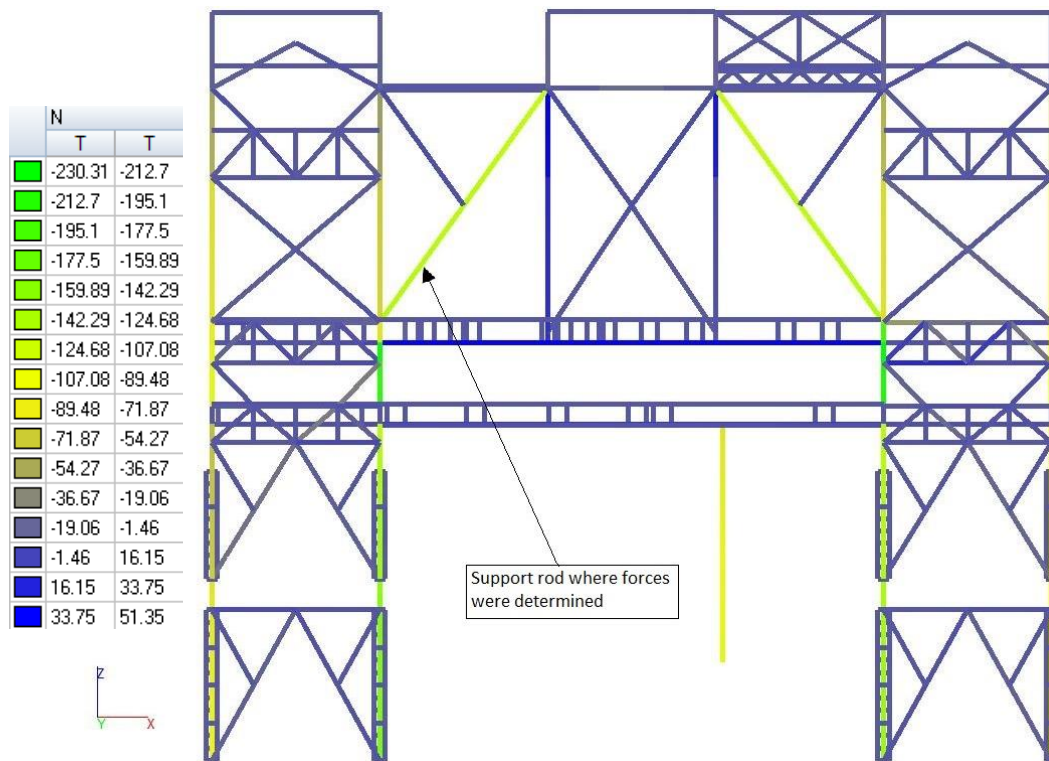 N
T T
-230.31 -212.7
-212.7 -195.1
-195.1 -177.5
-177.5 -159.89
-159.89 -142.29
-142.29 -124.68
-124.68 -107.08
-107.08 -89.48
-89.48 -71.87
-71.87 -54.27
-54.27 -36.67
-36.67 -19.06
-19.06 -1.46
-1.46 16.15
16.15 33.75
33.75 51.35
Z
Y X
Support rod where forces
were determined